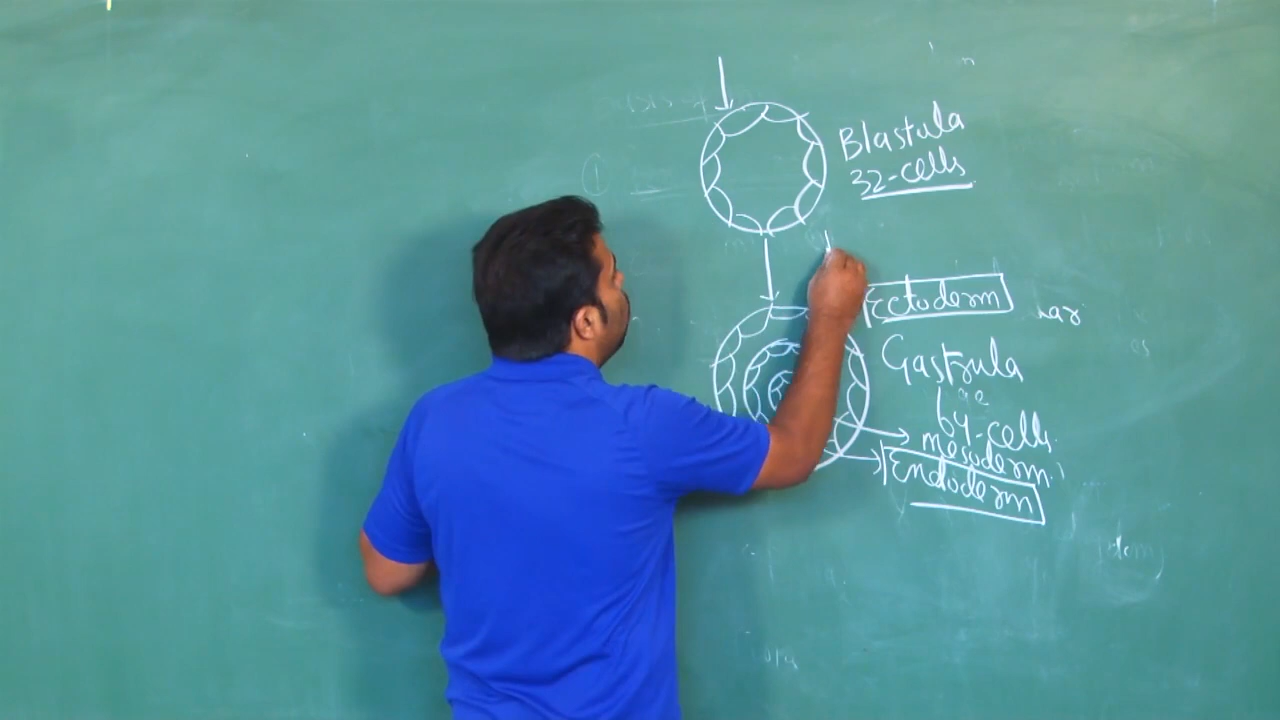 Blastula
32-cells
Ectoderm
Gastrula
64-cells
mesoderm
Endoderm